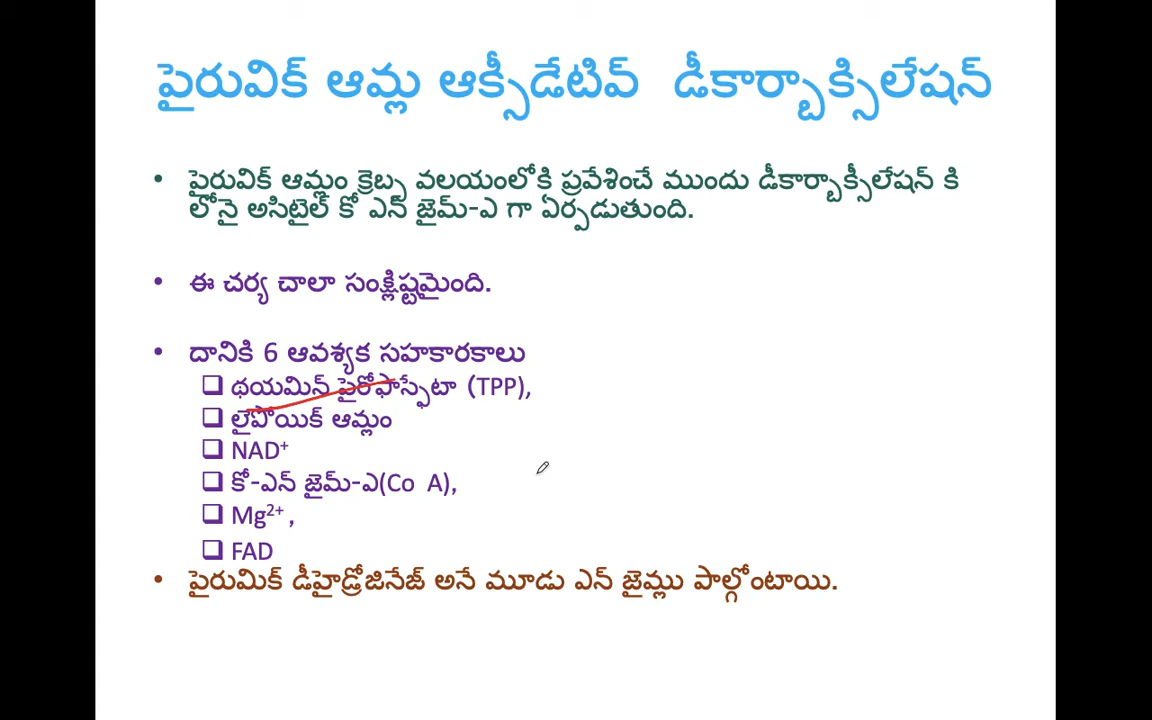 పైరువిక్ ఆమ్ల ఆక్సీడేటివ్ డీకార్బాక్సిలేషన్
• పైరువిక్ ఆమ్లం క్రెబ్స వలయంలోకి ప్రవేశించే ముందు డీకార్బాక్సీలేషన్ కి
లోనై అసిటైల్ కో ఎన్ జైమ్-ఎ గా ఏర్పడుతుంది.
• ఈ చర్య చాలా సంక్లిష్టమైంది.
• దానికి 6 ఆవశ్యక సహకారకాలు
❑ థయమిన్ పైరోఫాస్ఫేటా (TPP),
❑ లైపోయిక్ ఆమ్లం
❑ NAD⁺
❑ కో-ఎన్ జైమ్-ఎ(Co A),
❑ Mg²⁺ ,
❑ FAD
• పైరుమిక్ డీహైడ్రోజినేజ్ అనే మూడు ఎన్ జైమ్లు పాల్గోంటాయి.